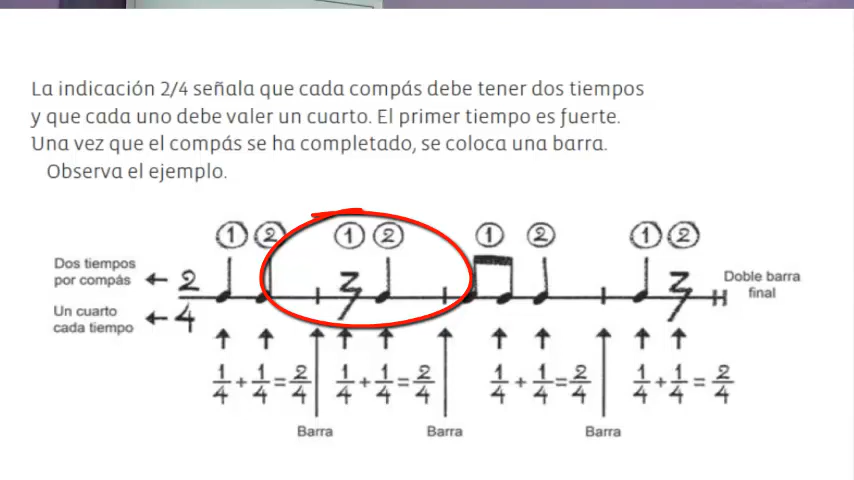 La indicación 2/4 señala que cada compás debe tener dos tiempos
y que cada uno debe valer un cuarto. El primer tiempo es fuerte.
Una vez que el compás se ha completado, se coloca una barra.
Observa el ejemplo.
1 2 1 2 1 2 1 2
Dos tiempos
por compás
2
Un cuarto
cada tiempo
4
Doble barra
final
1/4 + 1/4 = 2/4 1/4 + 1/4 = 2/4 1/4 + 1/4 = 2/4 1/4 + 1/4 = 2/4
Barra Barra Barra